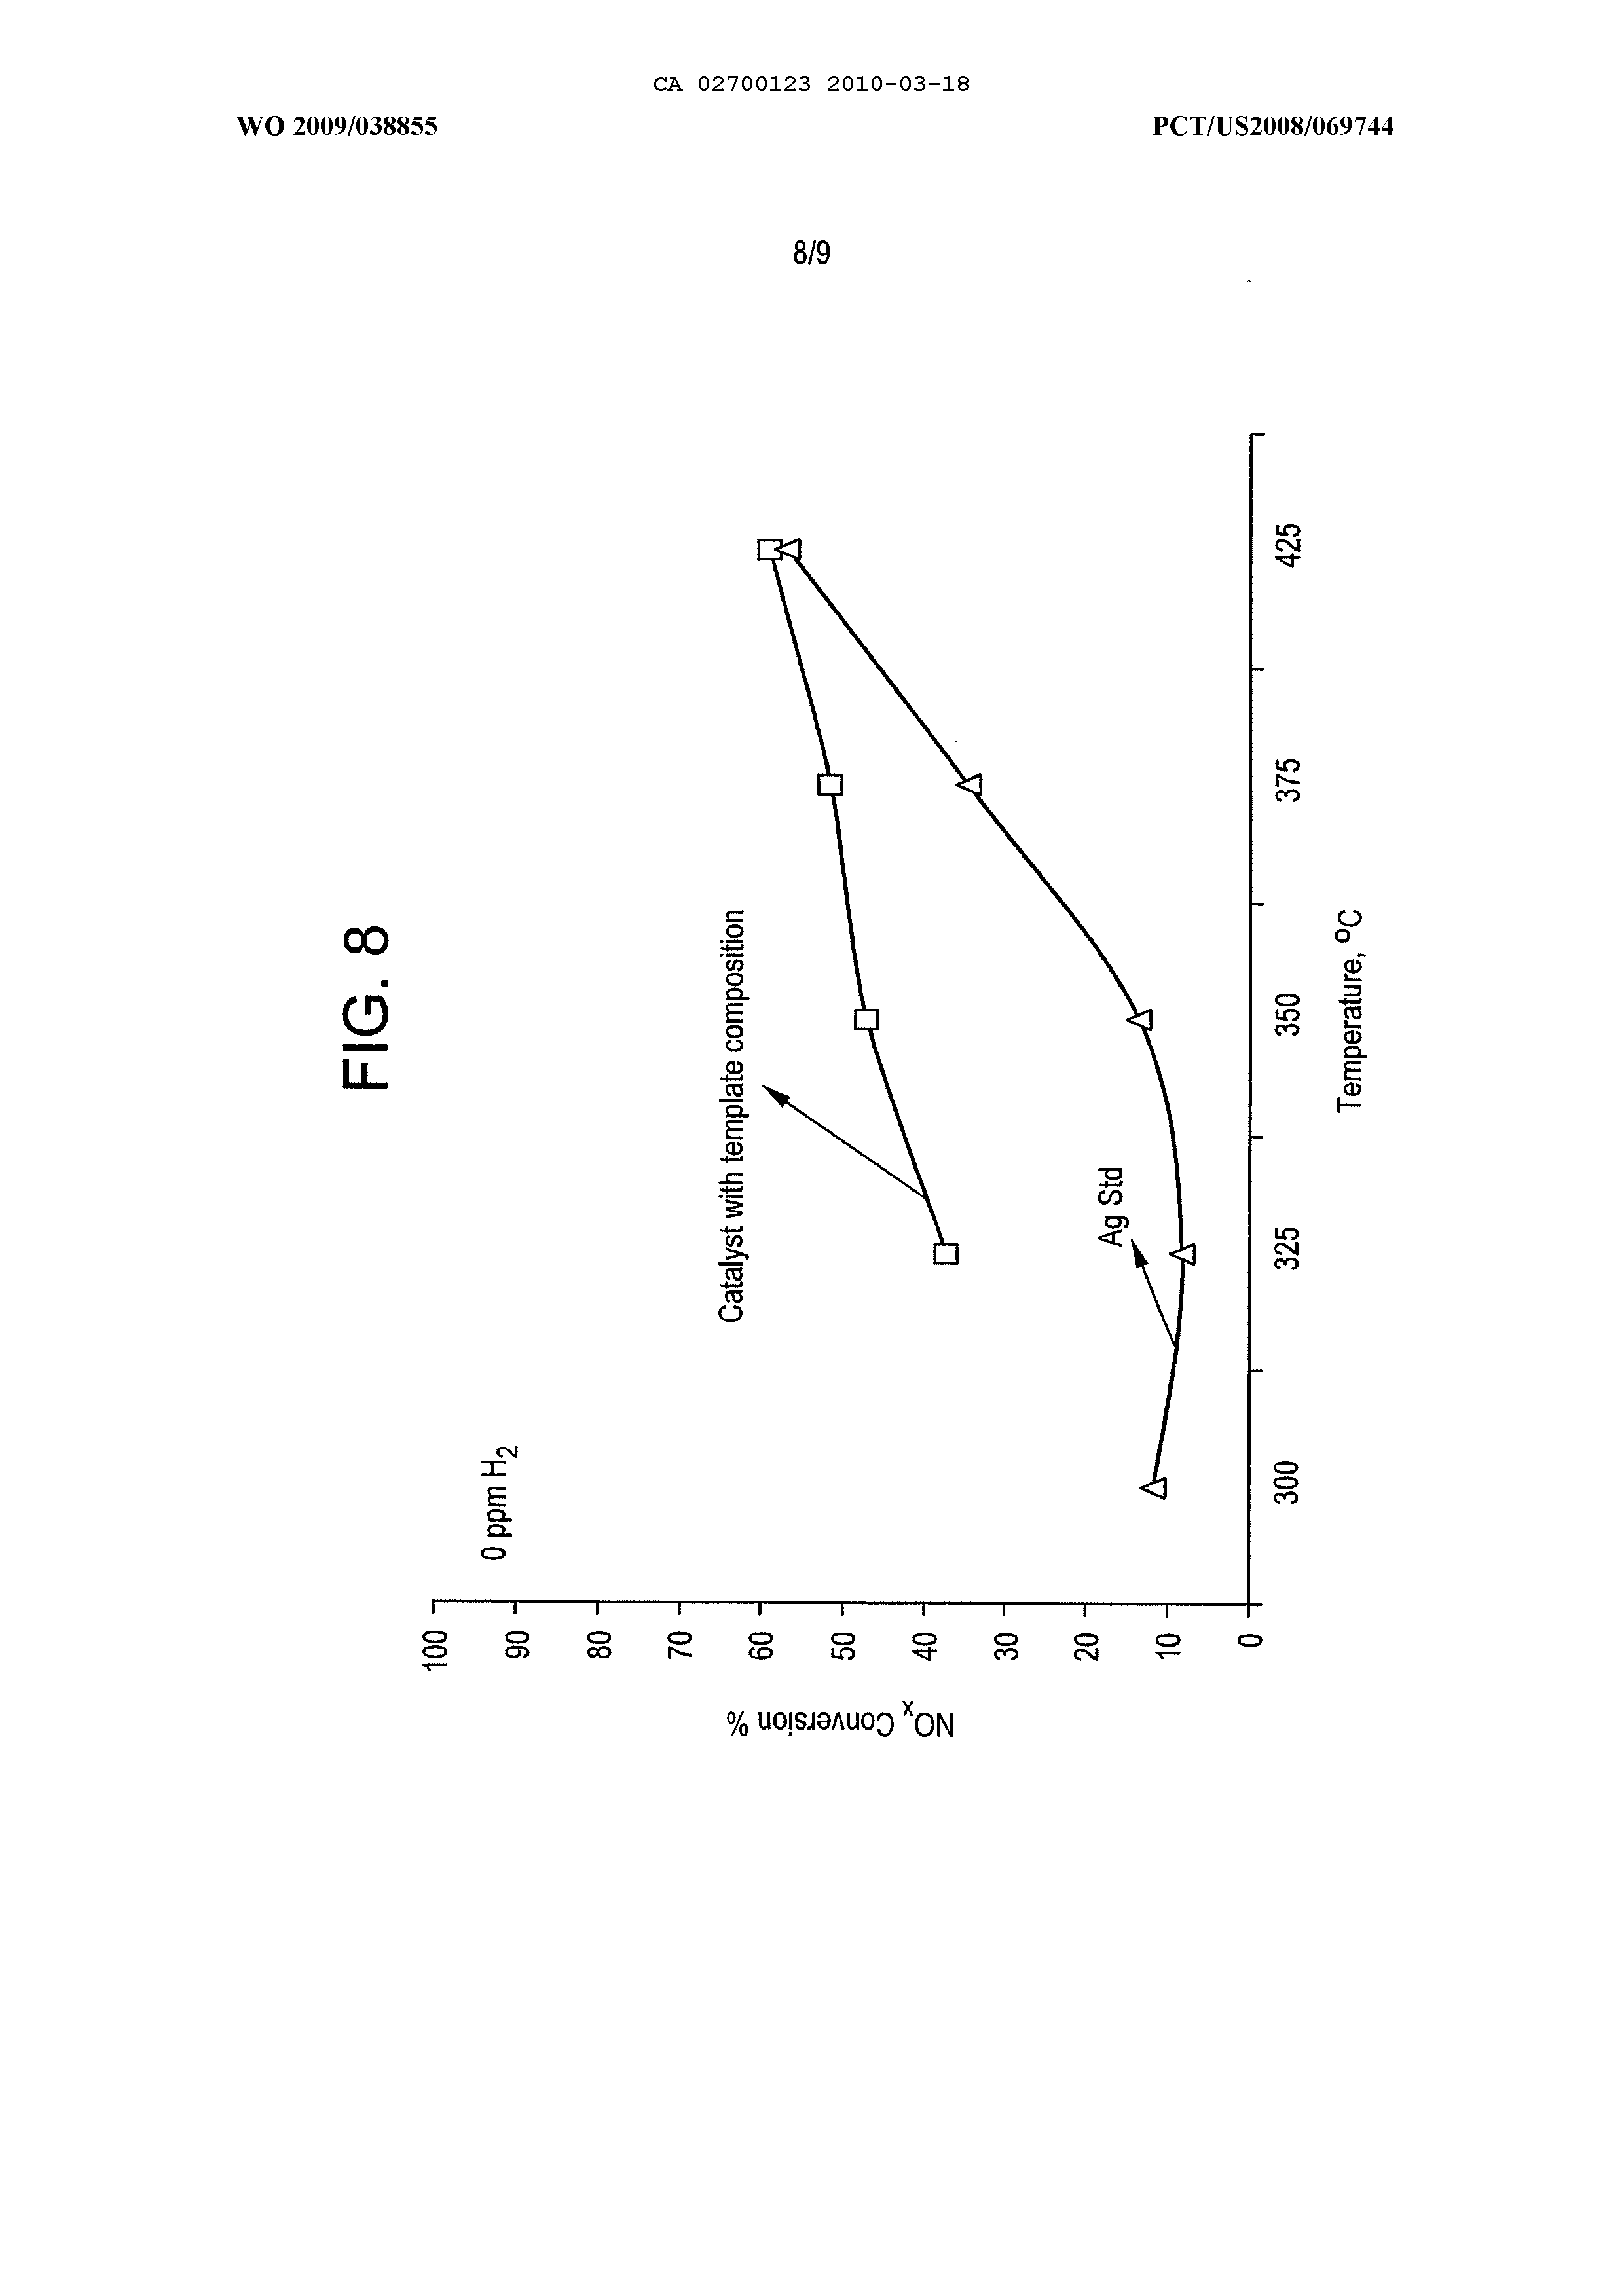 CA 02700123 2010-03-18
WO 2009/038855
PCT/US2008/069744
8/9
FIG. 8
0 ppm H2
Catalyst with template composition
Ag Std
NOx Conversion %
100
90
80
70
60
50
40
30
20
10
0
300
325
350
375
425
Temperature, ºC